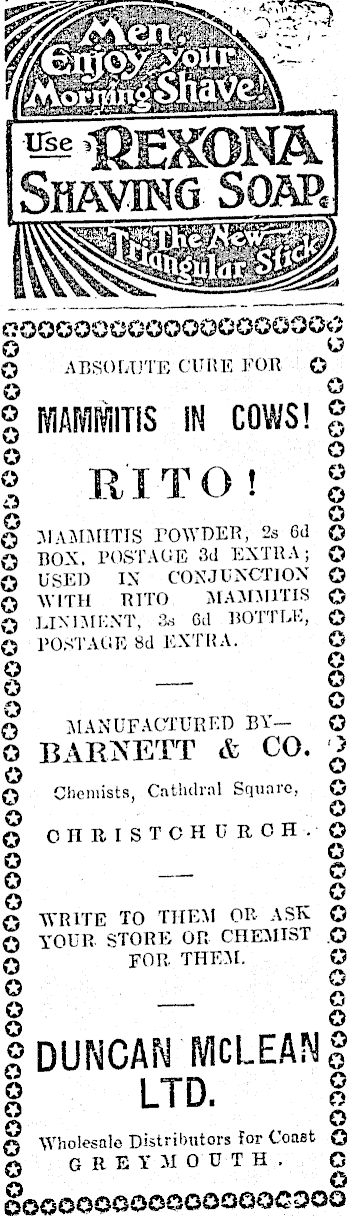 Men,
Enjoy your
Morning Shave!
Use REXONA
SHAVING SOAP.
The New
Triangular Stick
ABSOLUTE CURE FOR
MAMMITIS IN COWS!
RITO!
MAMMITIS POWDER, 2s 6d
BOX, POSTAGE 3d EXTRA;
USED IN CONJUNCTION
WITH RITO MAMMITIS
LINIMENT, 3s 6d BOTTLE,
POSTAGE 8d EXTRA.
MANUFACTURED BY—
BARNETT & CO.
Chemists, Cathdral Square,
CHRISTCHURCH.
WRITE TO THEM OR ASK
YOUR STORE OR CHEMIST
FOR THEM.
DUNCAN McLEAN
LTD.
Wholesale Distributors for Coast
GREYMOUTH.